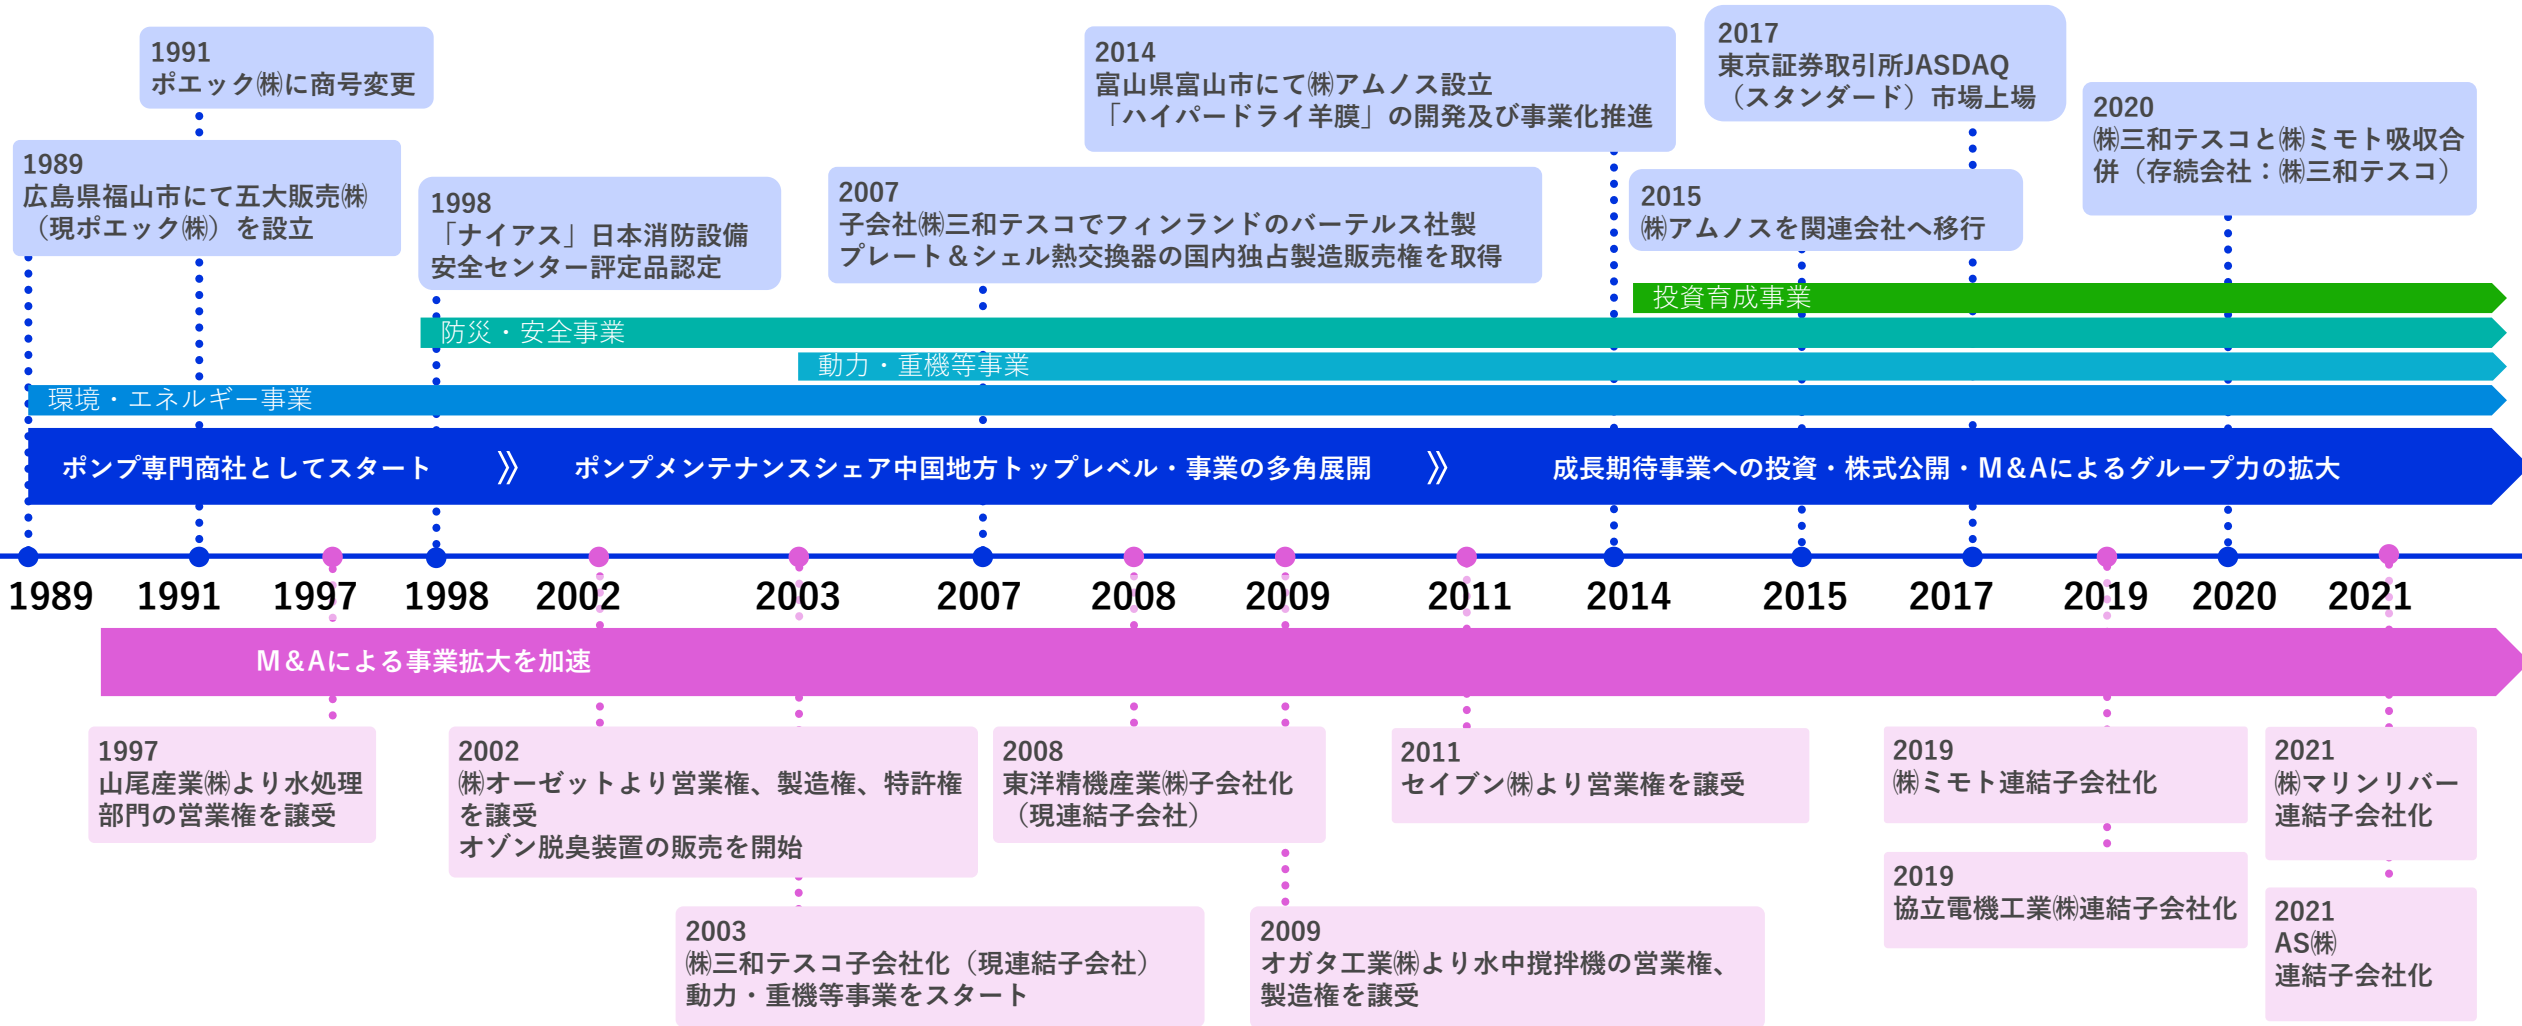 1991
ポエック㈱に商号変更
1989
広島県福山市にて五大販売㈱
（現ポエック㈱）を設立
1998
「ナイアス」日本消防設備
安全センター評定品認定
2007
子会社㈱三和テスコでフィンランドのバーテルス社製
プレート＆シェル熱交換器の国内独占製造販売権を取得
2014
富山県富山市にて㈱アムノス設立
「ハイパードライ羊膜」の開発及び事業化推進
2015
㈱アムノスを関連会社へ移行
2017
東京証券取引所JASDAQ
（スタンダード）市場上場
2020
㈱三和テスコと㈱ミモト吸収合
併（存続会社：㈱三和テスコ）
投資育成事業
防災・安全事業
動力・重機等事業
環境・エネルギー事業
ポンプ専門商社としてスタート 》 ポンプメンテナンスシェア中国地方トップレベル・事業の多角展開 》 成長期待事業への投資・株式公開・M＆Aによるグループ力の拡大
1989 1991 1997 1998 2002 2003 2007 2008 2009 2011 2014 2015 2017 2019 2020 2021
M＆Aによる事業拡大を加速
1997
山尾産業㈱より水処理
部門の営業権を譲受
2002
㈱オーゼットより営業権、製造権、特許権
を譲受
オゾン脱臭装置の販売を開始
2003
㈱三和テスコ子会社化（現連結子会社）
動力・重機等事業をスタート
2008
東洋精機産業㈱子会社化
（現連結子会社）
2009
オガタ工業㈱より水中撹拌機の営業権、
製造権を譲受
2011
セイブン㈱より営業権を譲受
2019
㈱ミモト連結子会社化
2019
協立電機工業㈱連結子会社化
2021
㈱マリンリバー
連結子会社化
2021
AS㈱
連結子会社化